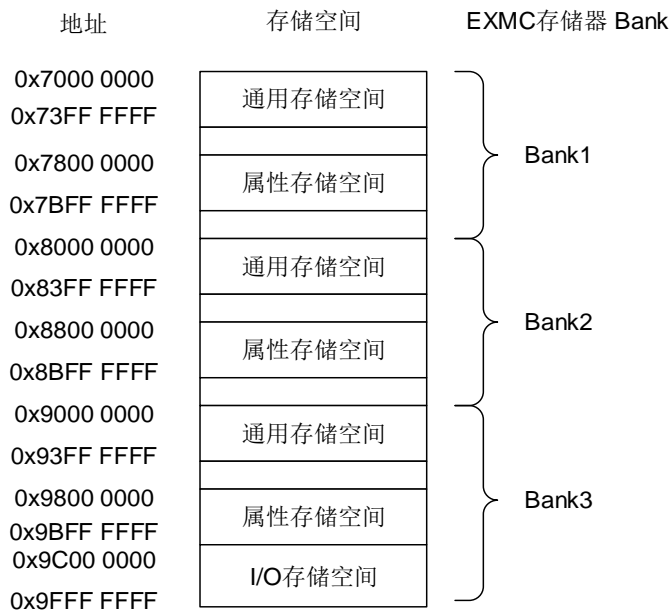 地址 存储空间 EXMC存储器 Bank
0x7000 0000
通用存储空间
0x73FF FFFF
Bank1
0x7800 0000
属性存储空间
0x7BFF FFFF
0x8000 0000
通用存储空间
0x83FF FFFF
Bank2
0x8800 0000
属性存储空间
0x8BFF FFFF
0x9000 0000
通用存储空间
0x93FF FFFF
Bank3
0x9800 0000
属性存储空间
0x9BFF FFFF
0x9C00 0000
I/O存储空间
0x9FFF FFFF